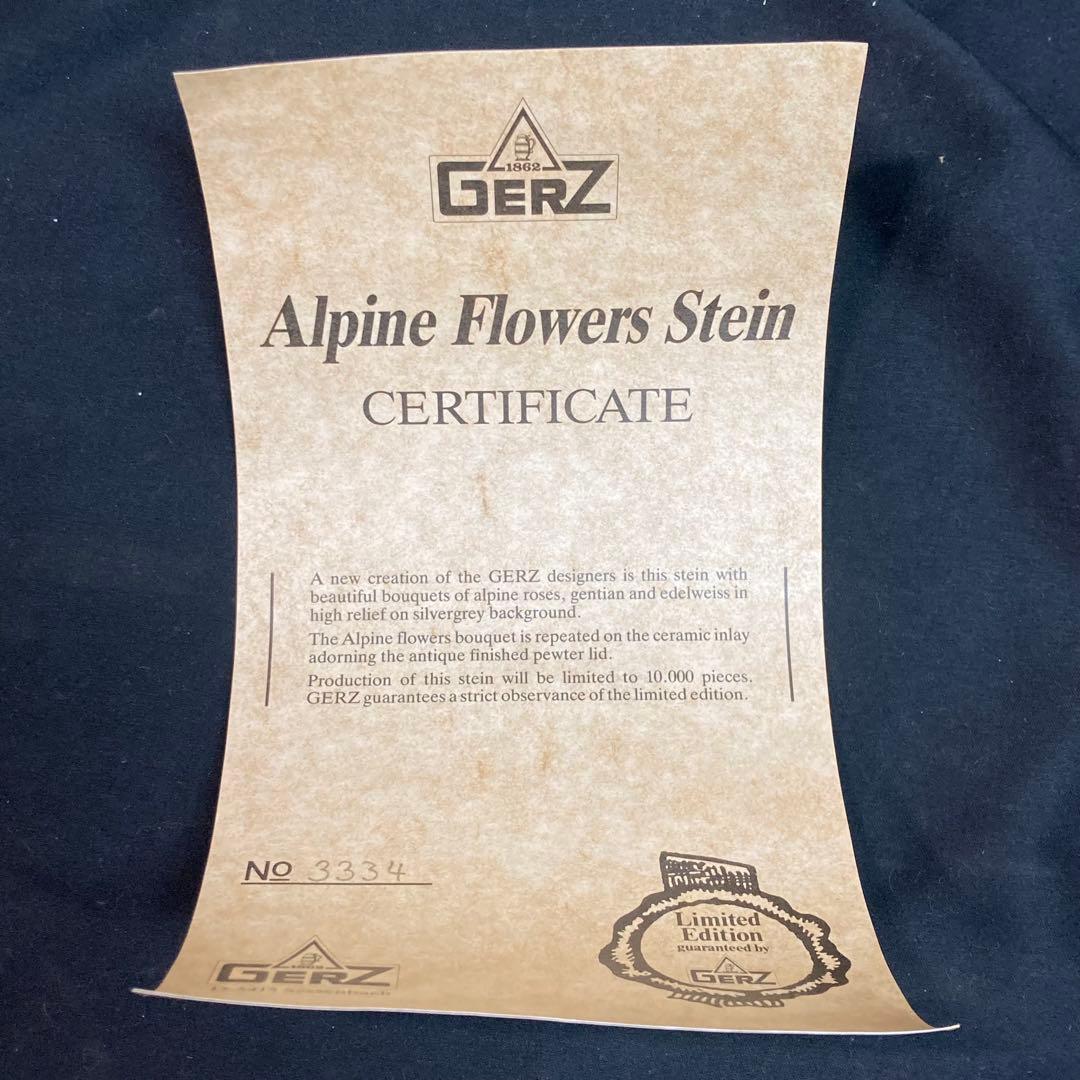 1862
GERZ
Alpine Flowers Stein
CERTIFICATE
A new creation of the GERZ designers is this stein with
beautiful bouquets of alpine roses, gentian and edelweiss in
high relief on silvergrey background.
The Alpine flowers bouquet is repeated on the ceramic inlay
adorning the antique finished pewter lid.
Production of this stein will be limited to 10.000 pieces.
GERZ guarantees a strict observance of the limited edition.
No 3334
GERZ
Limited
Edition
guaranteed by
GERZ